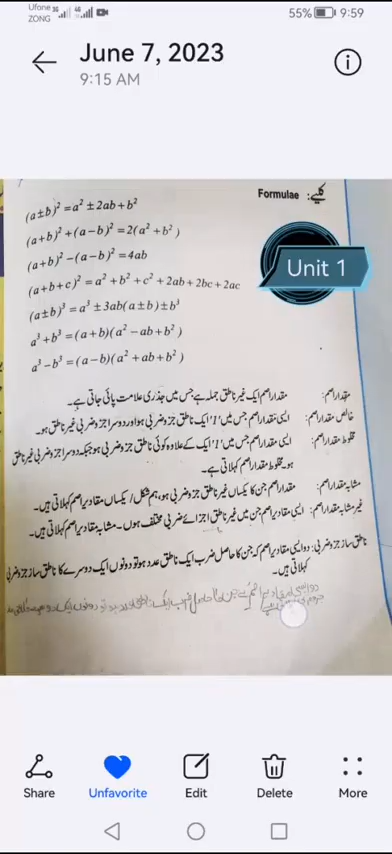 Ufone
ZONG
55%
9:59
June 7, 2023
9:15 AM
Formulae کلیے:
Unit 1
(a±b)² = a² ± 2ab + b²
(a+b)² + (a−b)² = 2(a² + b²)
(a+b)² − (a−b)² = 4ab
(a+b+c)² = a² + b² + c² + 2ab + 2bc + 2ac
(a±b)³ = a³ ± 3ab(a±b) ± b³
a³ + b³ = (a+b)(a² − ab + b²)
a³ − b³ = (a−b)(a² + ab + b²)
مقدار اصم: مقدار اصم ایک غیر ناطق جملہ ہے جس میں جذری علامت پائی جاتی ہے۔
خالص مقدار اصم: ایسی مقدار اصم جس میں '1' ایک ناطق جزو ضربی ہو اور دوسرا جزو ضربی غیر ناطق ہو۔
مخلوط مقدار اصم: ایسی مقدار اصم جس میں '1' ایک کے علاوہ کوئی ناطق جزو ضربی ہو جبکہ دوسرا جزو ضربی غیر ناطق
ہو۔ مخلوط مقدار اصم کہلاتی ہے۔
مشابہ مقدار اصم: مقدار اصم جن کا یکساں غیر ناطق جزو ضربی ہو، ہم شکل / یکساں مقادیر اصم کہلاتی ہیں۔
غیر مشابہ مقدار اصم: ایسی مقادیر اصم جن میں غیر ناطق اجزائے ضربی مختلف ہوں۔ مشابہ مقادیر اصم کہلاتی ہیں۔
ناطق ساز جزو ضربی: دو ایسی مقادیر اصم کہ جن کا حاصل ضرب ایک ناطق عدد ہو تو دونوں ایک دوسرے کا ناطق ساز جزو ضربی
کہلاتی ہیں۔
Share
Unfavorite
Edit
Delete
More